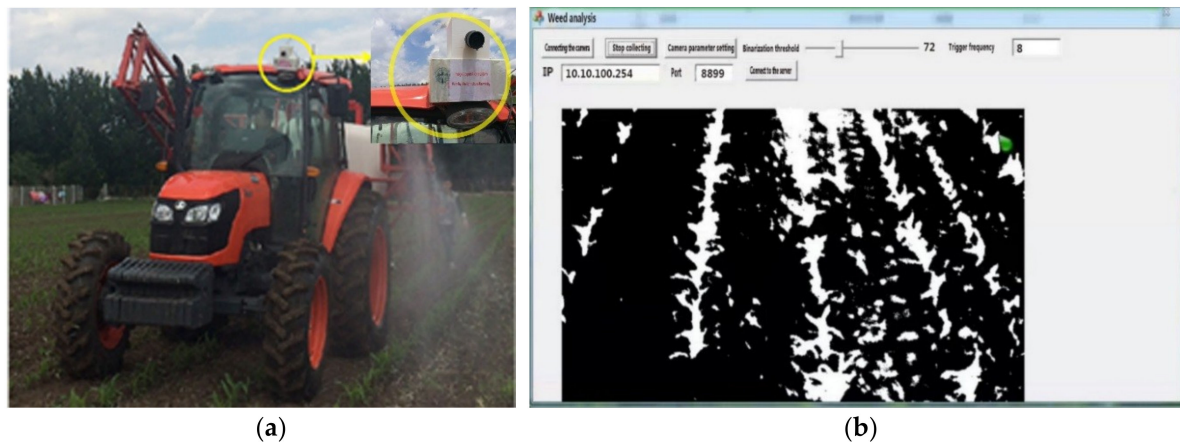 Weed analysis
Connecting the camera Stop collecting Camera parameter setting Binarization threshold 72 Trigger frequency 8
IP 10.10.100.254 Port 8899 Connect to the server
(a) (b)